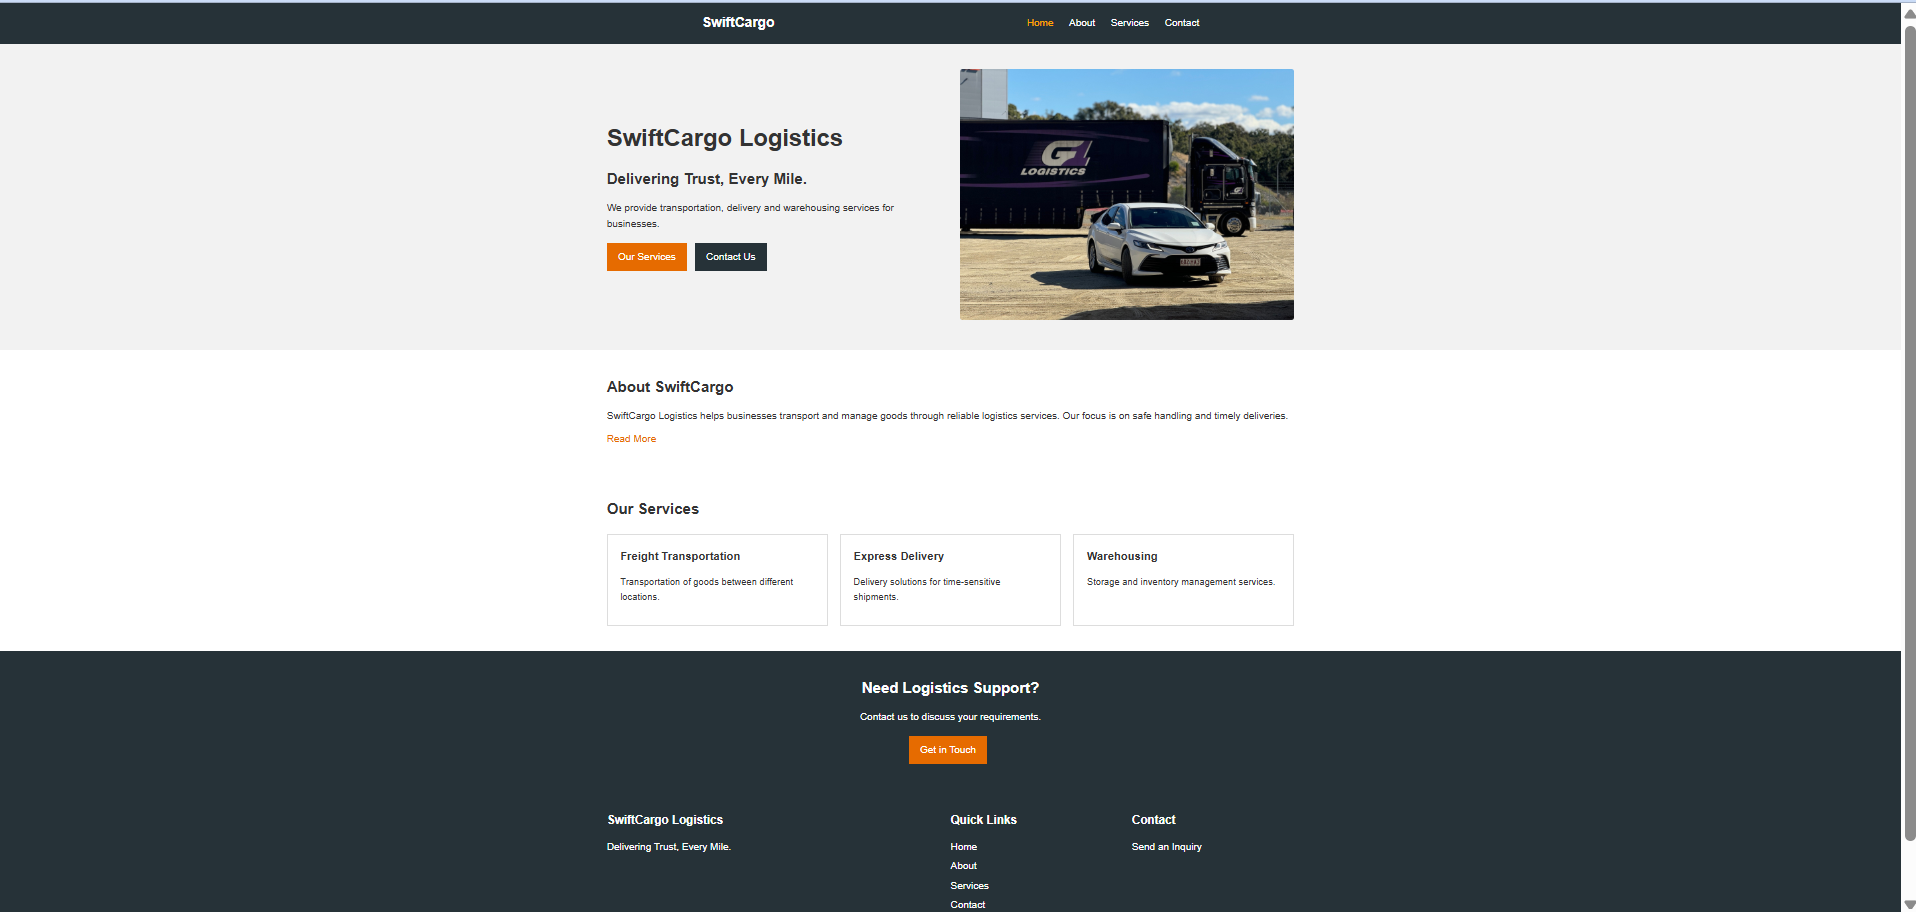 SwiftCargo
Home About Services Contact
SwiftCargo Logistics
Delivering Trust, Every Mile.
We provide transportation, delivery and warehousing services for
businesses.
Our Services Contact Us
G1
LOGISTICS
About SwiftCargo
SwiftCargo Logistics helps businesses transport and manage goods through reliable logistics services. Our focus is on safe handling and timely deliveries.
Read More
Our Services
Freight Transportation
Transportation of goods between different
locations.
Express Delivery
Delivery solutions for time-sensitive
shipments.
Warehousing
Storage and inventory management services.
Need Logistics Support?
Contact us to discuss your requirements.
Get in Touch
SwiftCargo Logistics
Delivering Trust, Every Mile.
Quick Links
Home
About
Services
Contact
Contact
Send an Inquiry